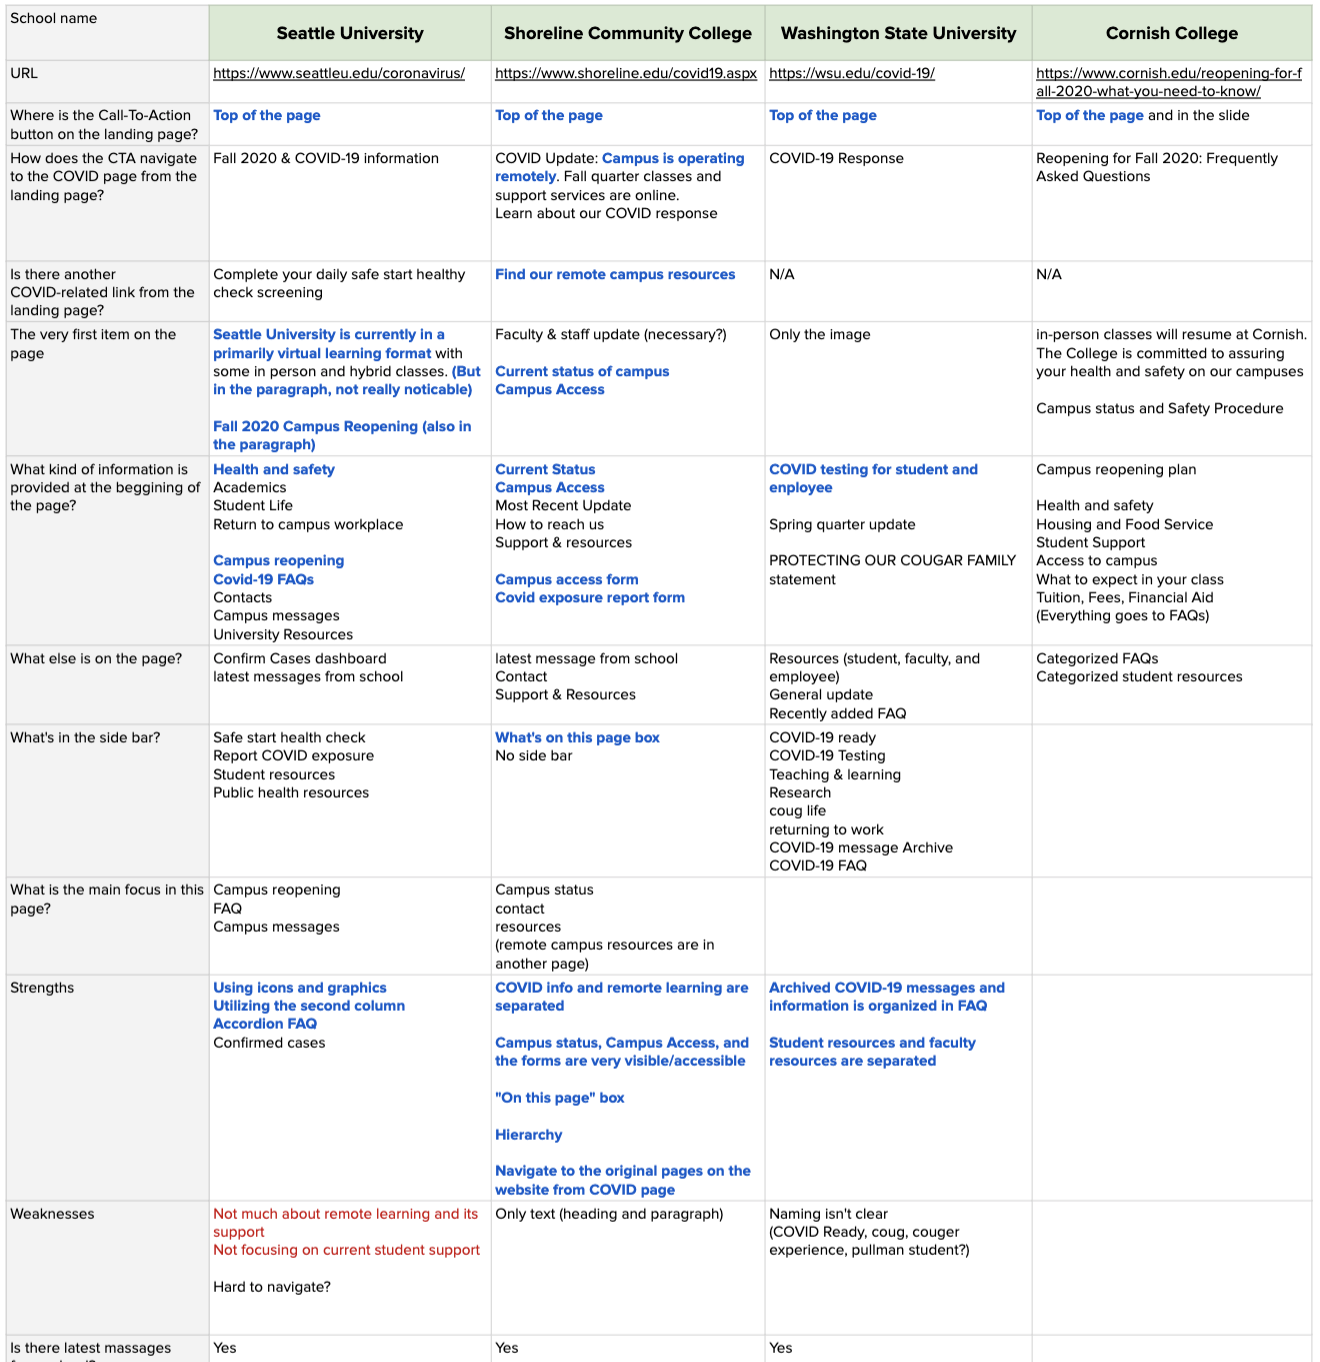 School name
Seattle University
Shoreline Community College
Washington State University
Cornish College
URL
https://www.seattleu.edu/coronavirus/
https://www.shoreline.edu/covid19.aspx
https://wsu.edu/covid-19/
https://www.cornish.edu/reopening-for-f
all-2020-what-you-need-to-know/
Where is the Call-To-Action
button on the landing page?
Top of the page
Top of the page
Top of the page
Top of the page and in the slide
How does the CTA navigate
to the COVID page from the
landing page?
Fall 2020 & COVID-19 information
COVID Update: Campus is operating
remotely. Fall quarter classes and
support services are online.
Learn about our COVID response
COVID-19 Response
Reopening for Fall 2020: Frequently
Asked Questions
Is there another
COVID-related link from the
landing page?
Complete your daily safe start healthy
check screening
Find our remote campus resources
N/A
N/A
The very first item on the
page
Seattle University is currently in a
primarily virtual learning format with
some in person and hybrid classes. (But
in the paragraph, not really noticable)
Fall 2020 Campus Reopening (also in
the paragraph)
Faculty & staff update (necessary?)
Current status of campus
Campus Access
Only the image
in-person classes will resume at Cornish.
The College is committed to assuring
your health and safety on our campuses
Campus status and Safety Procedure
What kind of information is
provided at the beggining of
the page?
Health and safety
Academics
Student Life
Return to campus workplace
Campus reopening
Covid-19 FAQs
Contacts
Campus messages
University Resources
Current Status
Campus Access
Most Recent Update
How to reach us
Support & resources
Campus access form
Covid exposure report form
COVID testing for student and
enployee
Spring quarter update
PROTECTING OUR COUGAR FAMILY
statement
Campus reopening plan
Health and safety
Housing and Food Service
Student Support
Access to campus
What to expect in your class
Tuition, Fees, Financial Aid
(Everything goes to FAQs)
What else is on the page?
Confirm Cases dashboard
latest messages from school
latest message from school
Contact
Support & Resources
Resources (student, faculty, and
employee)
General update
Recently added FAQ
Categorized FAQs
Categorized student resources
What's in the side bar?
Safe start health check
Report COVID exposure
Student resources
Public health resources
What's on this page box
No side bar
COVID-19 ready
COVID-19 Testing
Teaching & learning
Research
coug life
returning to work
COVID-19 message Archive
COVID-19 FAQ
What is the main focus in this
page?
Campus reopening
FAQ
Campus messages
Campus status
contact
resources
(remote campus resources are in
another page)
Strengths
Using icons and graphics
Utilizing the second column
Accordion FAQ
Confirmed cases
COVID info and remorte learning are
separated
Campus status, Campus Access, and
the forms are very visible/accessible
"On this page" box
Hierarchy
Navigate to the original pages on the
website from COVID page
Archived COVID-19 messages and
information is organized in FAQ
Student resources and faculty
resources are separated
Weaknesses
Not much about remote learning and its
support
Not focusing on current student support
Hard to navigate?
Only text (heading and paragraph)
Naming isn't clear
(COVID Ready, coug, couger
experience, pullman student?)
Is there latest massages
Yes
Yes
Yes